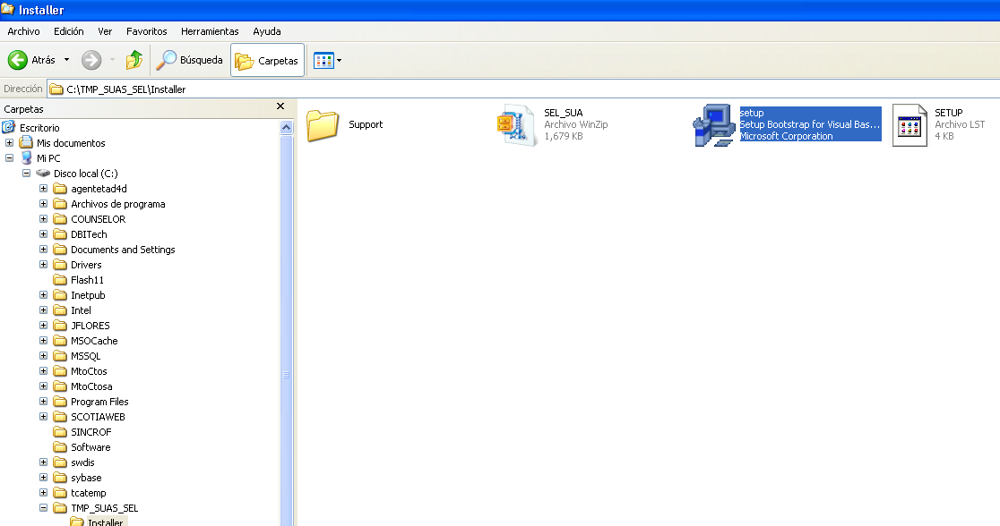 Installer
Archivo Edición Ver Favoritos Herramientas Ayuda
Atrás Búsqueda Carpetas
Dirección C:\TMP_SUAS_SEL\Installer
Carpetas
Escritorio
Mis documentos
Mi PC
Disco local (C:)
agentetad4d
Archivos de programa
COUNSELOR
DBITech
Documents and Settings
Drivers
Flash11
Inetpub
Intel
JFLORES
MSOCache
MSSQL
MtoCtos
MtoCtosa
Program Files
SCOTIAWEB
SINCROF
Software
swdis
sybase
tcatemp
TMP_SUAS_SEL
Installer
Support
SEL_SUA
Archivo WinZip
1,679 KB
setup
Setup Bootstrap for Visual Bas...
Microsoft Corporation
SETUP
Archivo LST
4 KB